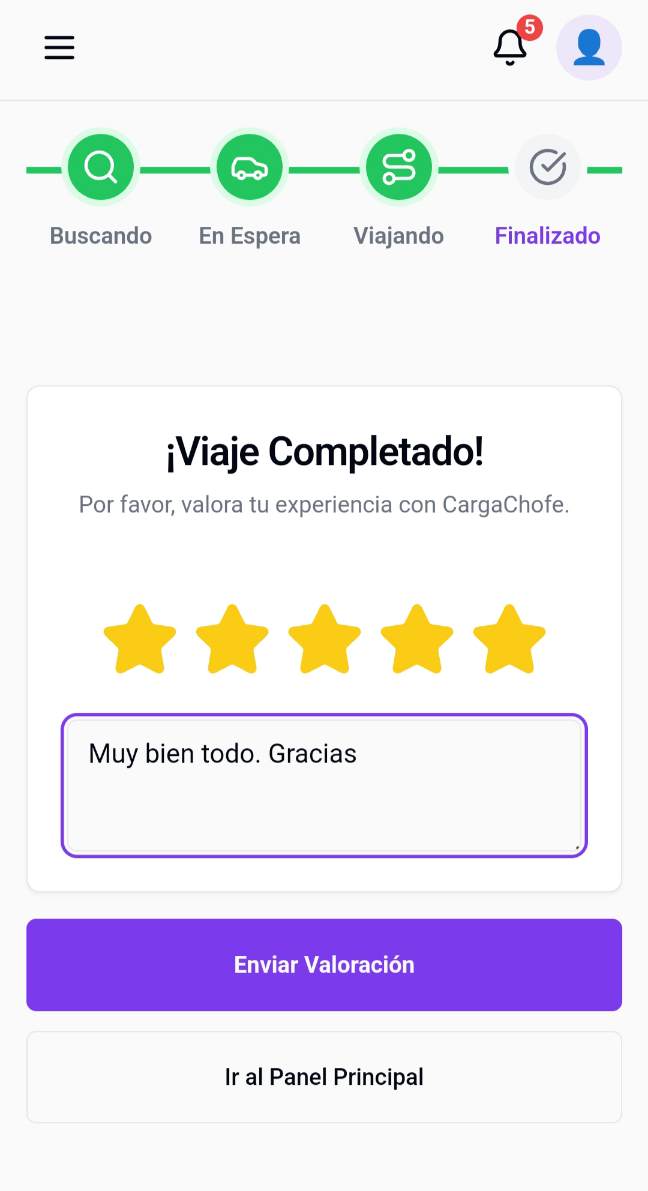 5
Buscando En Espera Viajando Finalizado
¡Viaje Completado!
Por favor, valora tu experiencia con CargaChofe.
Muy bien todo. Gracias
Enviar Valoración
Ir al Panel Principal